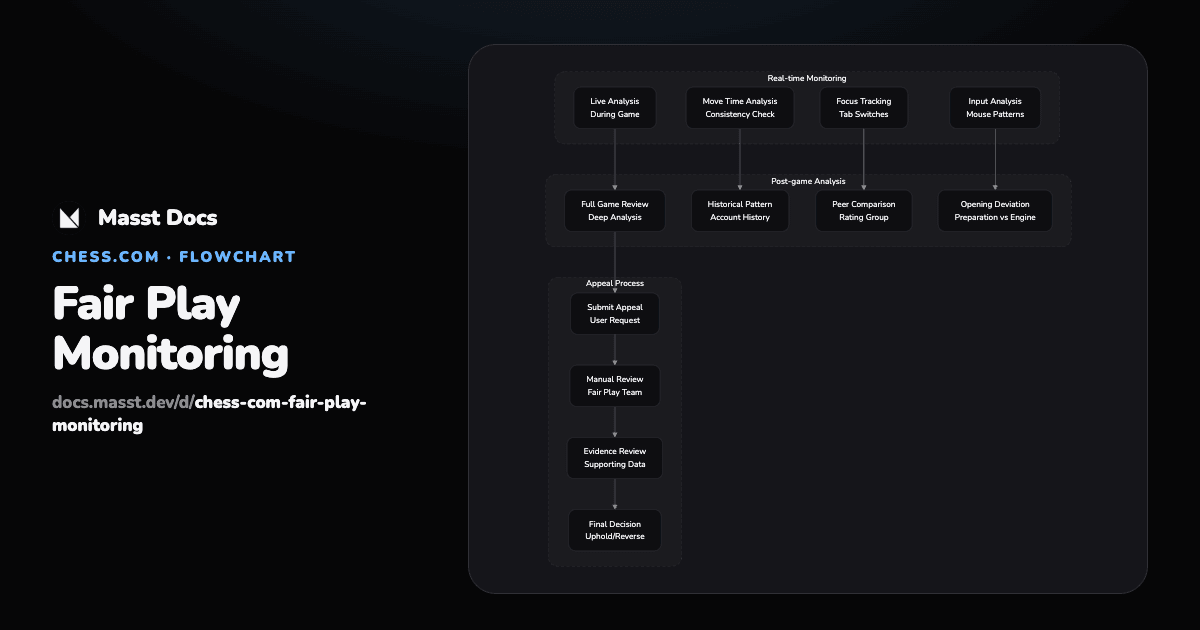 Masst Docs
CHESS.COM · FLOWCHART
Fair Play
Monitoring
docs.masst.dev/d/chess-com-fair-play-
monitoring
Real-time Monitoring
Live Analysis
During Game
Move Time Analysis
Consistency Check
Focus Tracking
Tab Switches
Input Analysis
Mouse Patterns
Post-game Analysis
Full Game Review
Deep Analysis
Historical Pattern
Account History
Peer Comparison
Rating Group
Opening Deviation
Preparation vs Engine
Appeal Process
Submit Appeal
User Request
Manual Review
Fair Play Team
Evidence Review
Supporting Data
Final Decision
Uphold/Reverse